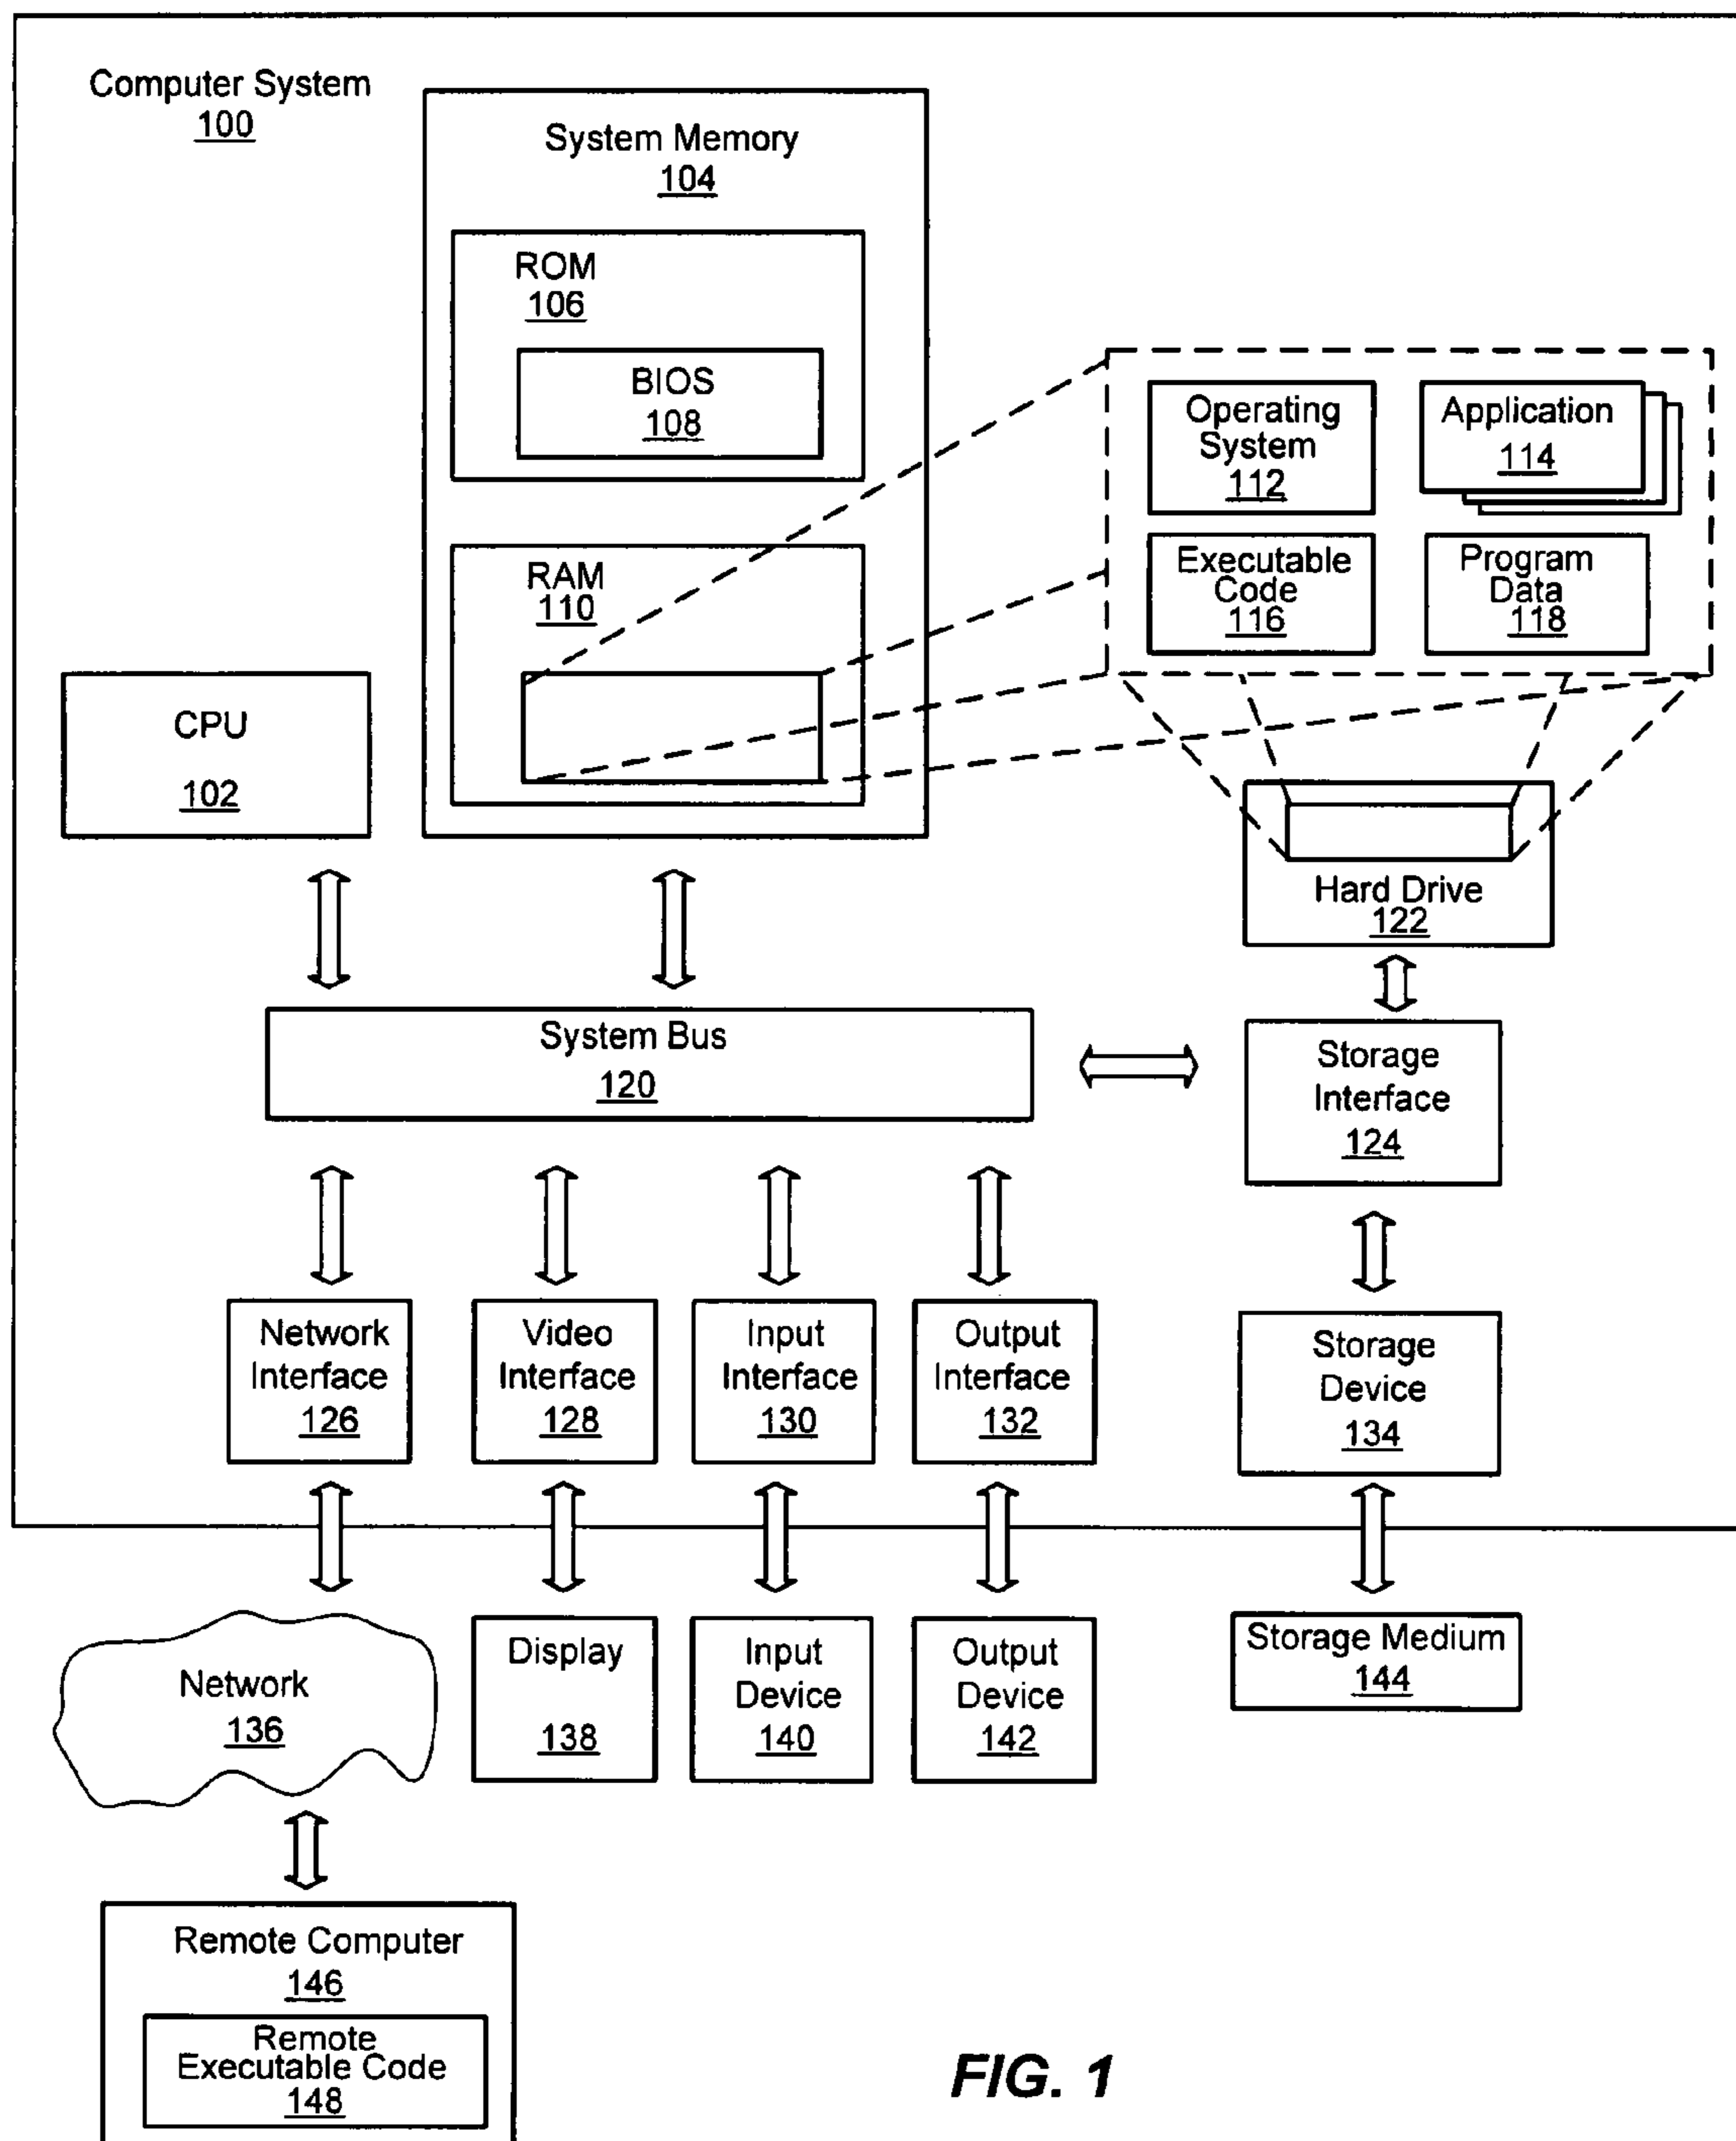 Computer System
100
System Memory
104
ROM
106
BIOS
108
RAM
110
Operating
System
112
Application
114
Executable
Code
116
Program
Data
118
CPU
102
Hard Drive
122
System Bus
120
Storage
Interface
124
Network
Interface
126
Video
Interface
128
Input
Interface
130
Output
Interface
132
Storage
Device
134
Network
136
Display
138
Input
Device
140
Output
Device
142
Storage Medium
144
Remote Computer
146
Remote
Executable Code
148
FIG. 1